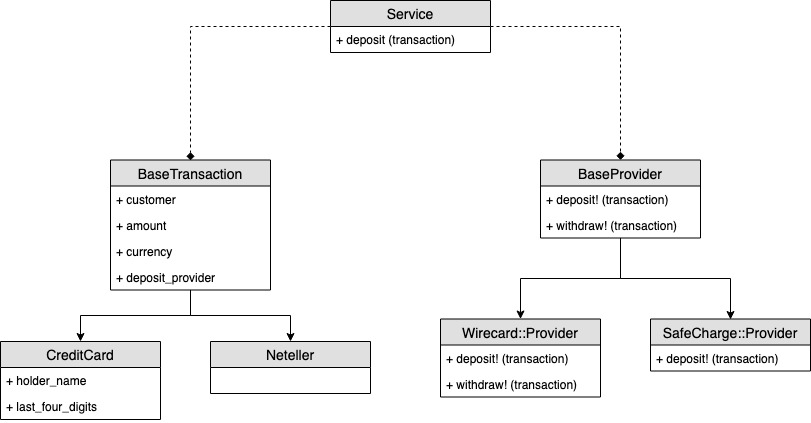 Service
+ deposit (transaction)
BaseTransaction
+ customer
+ amount
+ currency
+ deposit_provider
BaseProvider
+ deposit! (transaction)
+ withdraw! (transaction)
CreditCard
+ holder_name
+ last_four_digits
Neteller
Wirecard::Provider
+ deposit! (transaction)
+ withdraw! (transaction)
SafeCharge::Provider
+ deposit! (transaction)